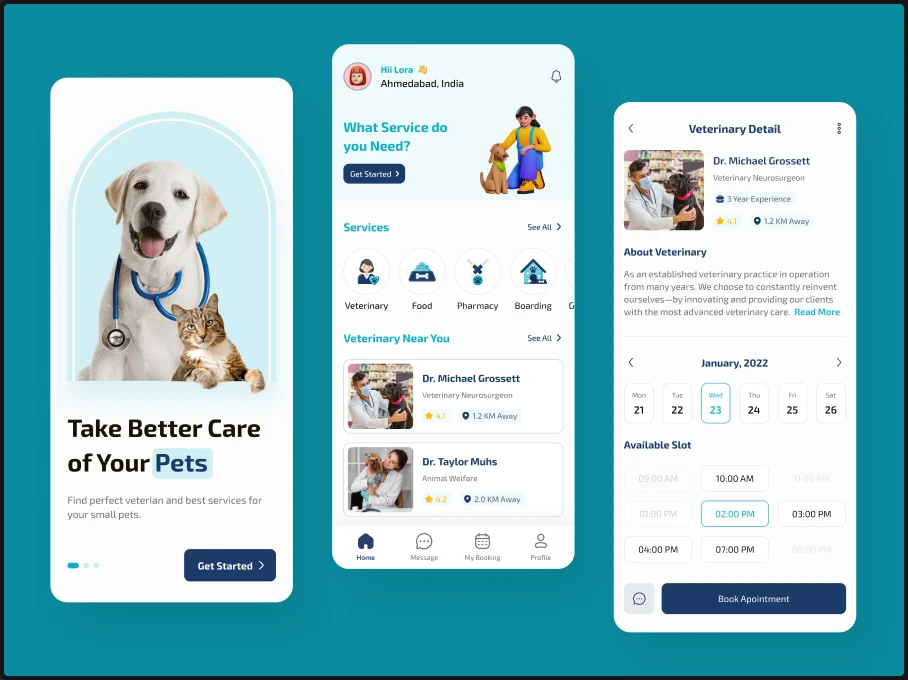 Take Better Care
of Your Pets
Find perfect veterian and best services for
your small pets.
Get Started
Hii Lora 👋
Ahmedabad, India
What Service do
you Need?
Get Started
Services
See All
Veterinary
Food
Pharmacy
Boarding
G
Veterinary Near You
See All
Dr. Michael Grossett
Veterinary Neurosurgeon
4.1
1.2 KM Away
Dr. Taylor Muhs
Animal Welfare
4.2
2.0 KM Away
Home
Message
My Booking
Profile
Veterinary Detail
Dr. Michael Grossett
Veterinary Neurosurgeon
3 Year Experience
4.1
1.2 KM Away
About Veterinary
As an established veterinary practice in operation
from many years. We choose to constantly reinvent
ourselves—by innovating and providing our clients
with the most advanced veterinary care. Read More
January, 2022
Mon Tue Wed Thu Fri Sat
21 22 23 24 25 26
Available Slot
09:00 AM 10:00 AM 11:00 AM
01:00 PM 02:00 PM 03:00 PM
04:00 PM 07:00 PM 08:00 PM
Book Apointment